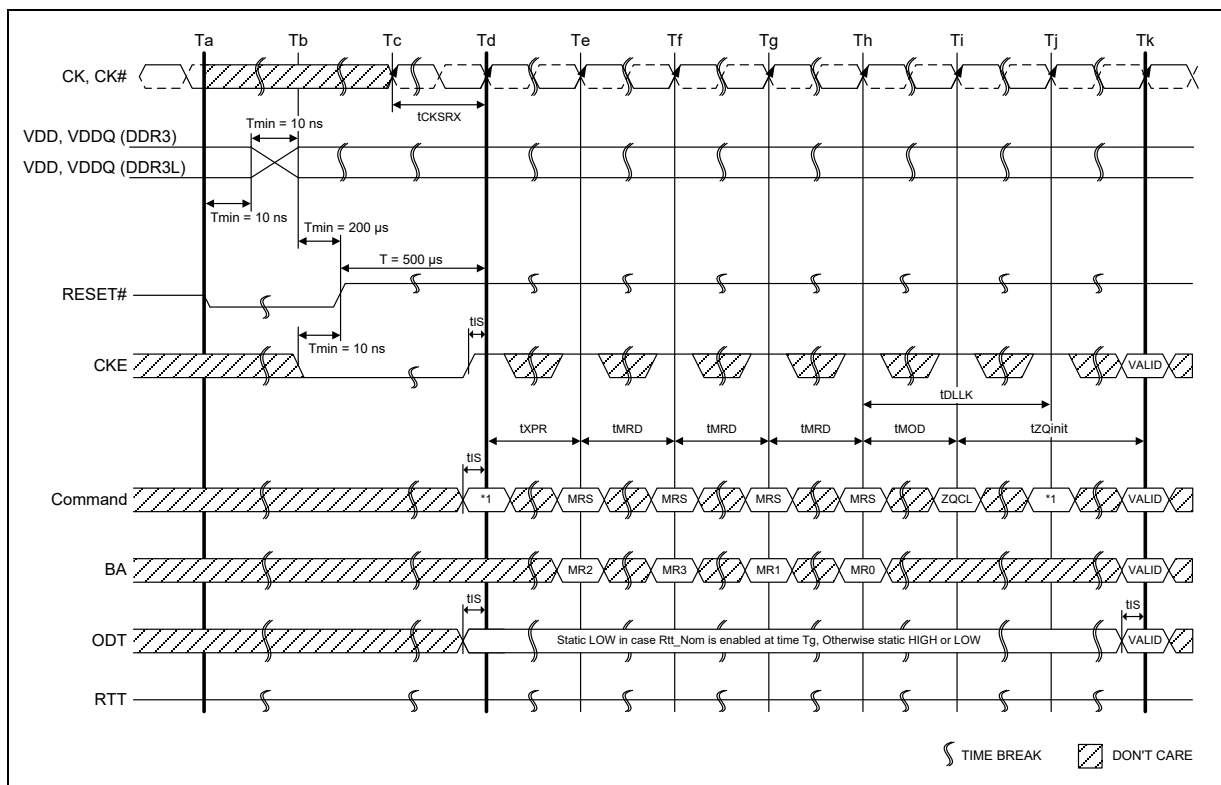 Ta Tb Tc Td Te Tf Tg Th Ti Tj Tk
CK, CK#
tCKSRX
Tmin = 10 ns
VDD, VDDQ (DDR3)
VDD, VDDQ (DDR3L)
Tmin = 10 ns
Tmin = 200 µs
T = 500 µs
RESET#
tIS
Tmin = 10 ns
CKE VALID
tDLLK
tXPR tMRD tMRD tMRD tMOD tZQinit
tIS
Command *1 MRS MRS MRS MRS ZQCL *1 VALID
BA MR2 MR3 MR1 MR0 VALID
tIS tIS
ODT Static LOW in case Rtt_Nom is enabled at time Tg, Otherwise static HIGH or LOW VALID
RTT
TIME BREAK DON'T CARE